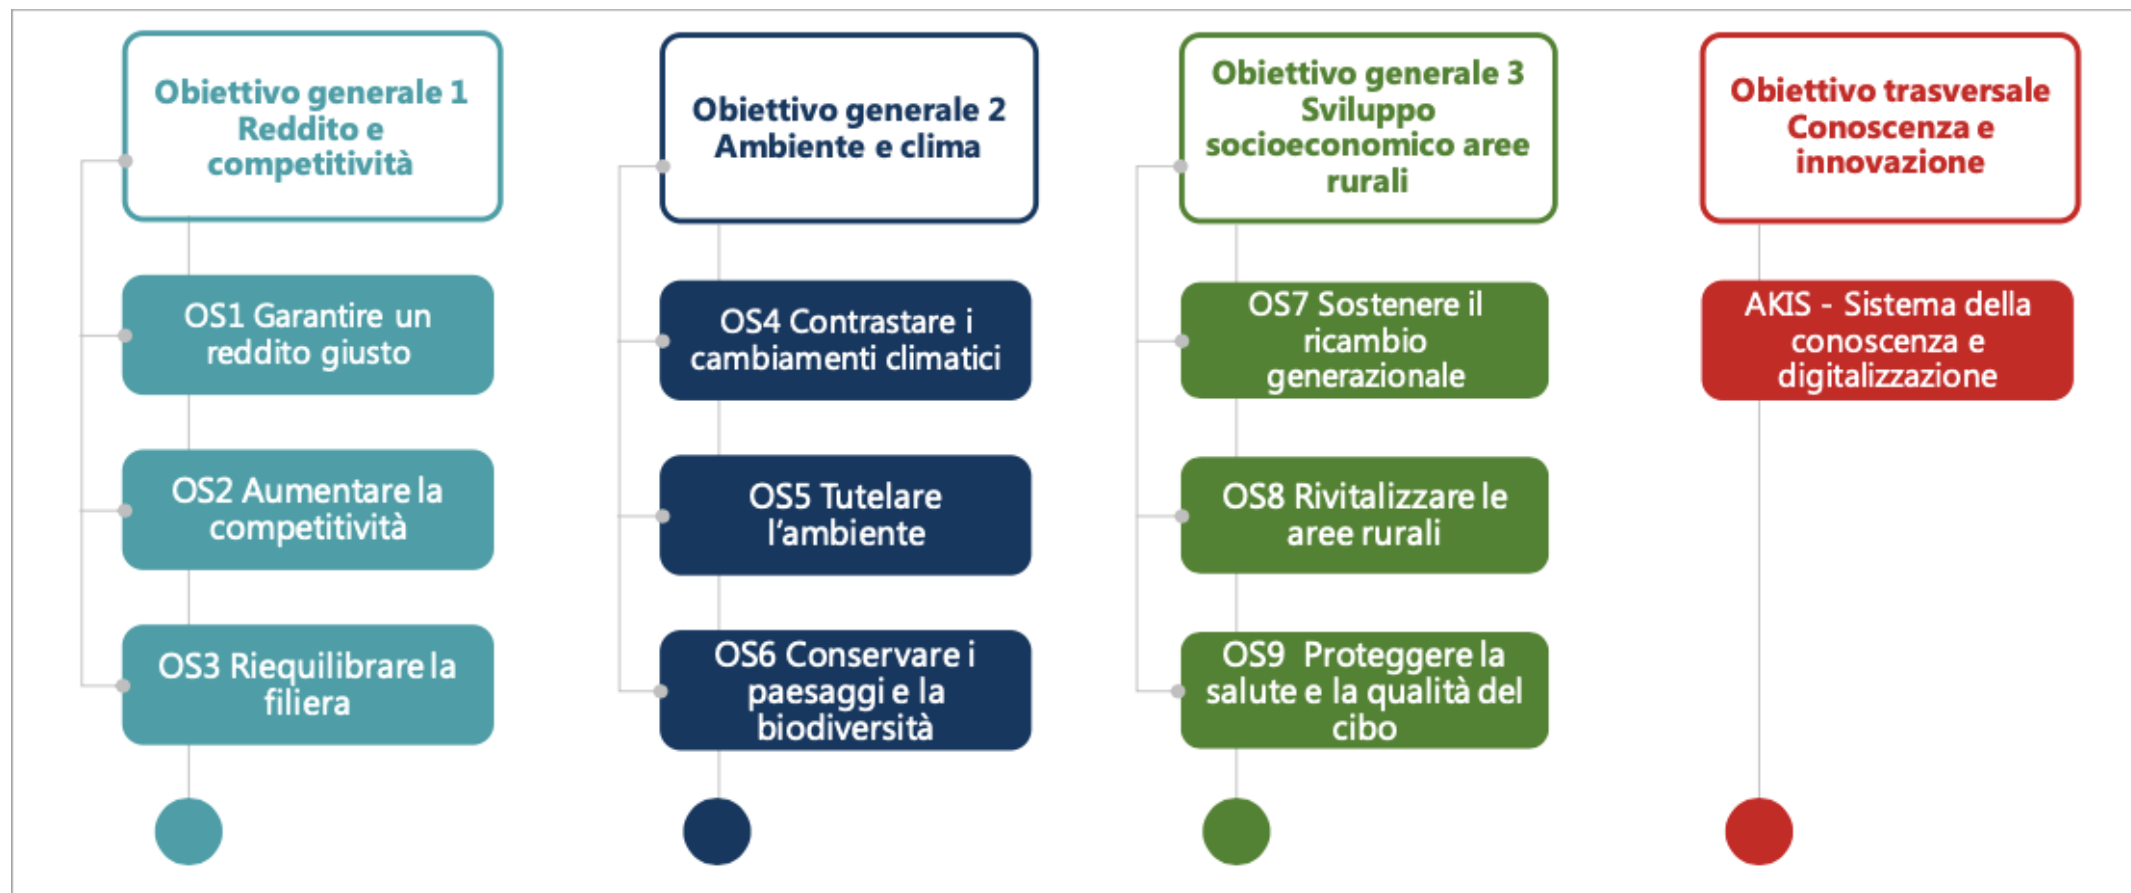 Obiettivo generale 1
Reddito e
competitività
OS1 Garantire un
reddito giusto
OS2 Aumentare la
competitività
OS3 Riequilibrare la
filiera
Obiettivo generale 2
Ambiente e clima
OS4 Contrastare i
cambiamenti climatici
OS5 Tutelare
l’ambiente
OS6 Conservare i
paesaggi e la
biodiversità
Obiettivo generale 3
Sviluppo
socioeconomico aree
rurali
OS7 Sostenere il
ricambio
generazionale
OS8 Rivitalizzare le
aree rurali
OS9 Proteggere la
salute e la qualità del
cibo
Obiettivo trasversale
Conoscenza e
innovazione
AKIS - Sistema della
conoscenza e
digitalizzazione